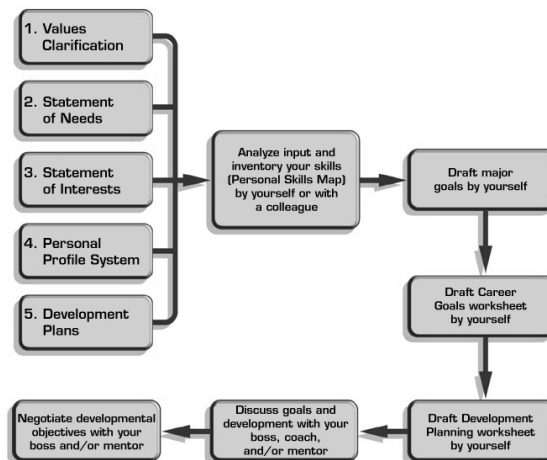 1. Values
Clarification
2. Statement
of Needs
3. Statement
of Interests
4. Personal
Profile System
5. Development
Plans
Analyze input and
inventory your skills
(Personal Skills Map)
by yourself or with
a colleague
Draft major
goals by yourself
Draft Career
Goals worksheet
by yourself
Draft Development
Planning worksheet
by yourself
Discuss goals and
development with your
boss, coach,
and/or mentor
Negotiate developmental
objectives with your
boss and/or mentor